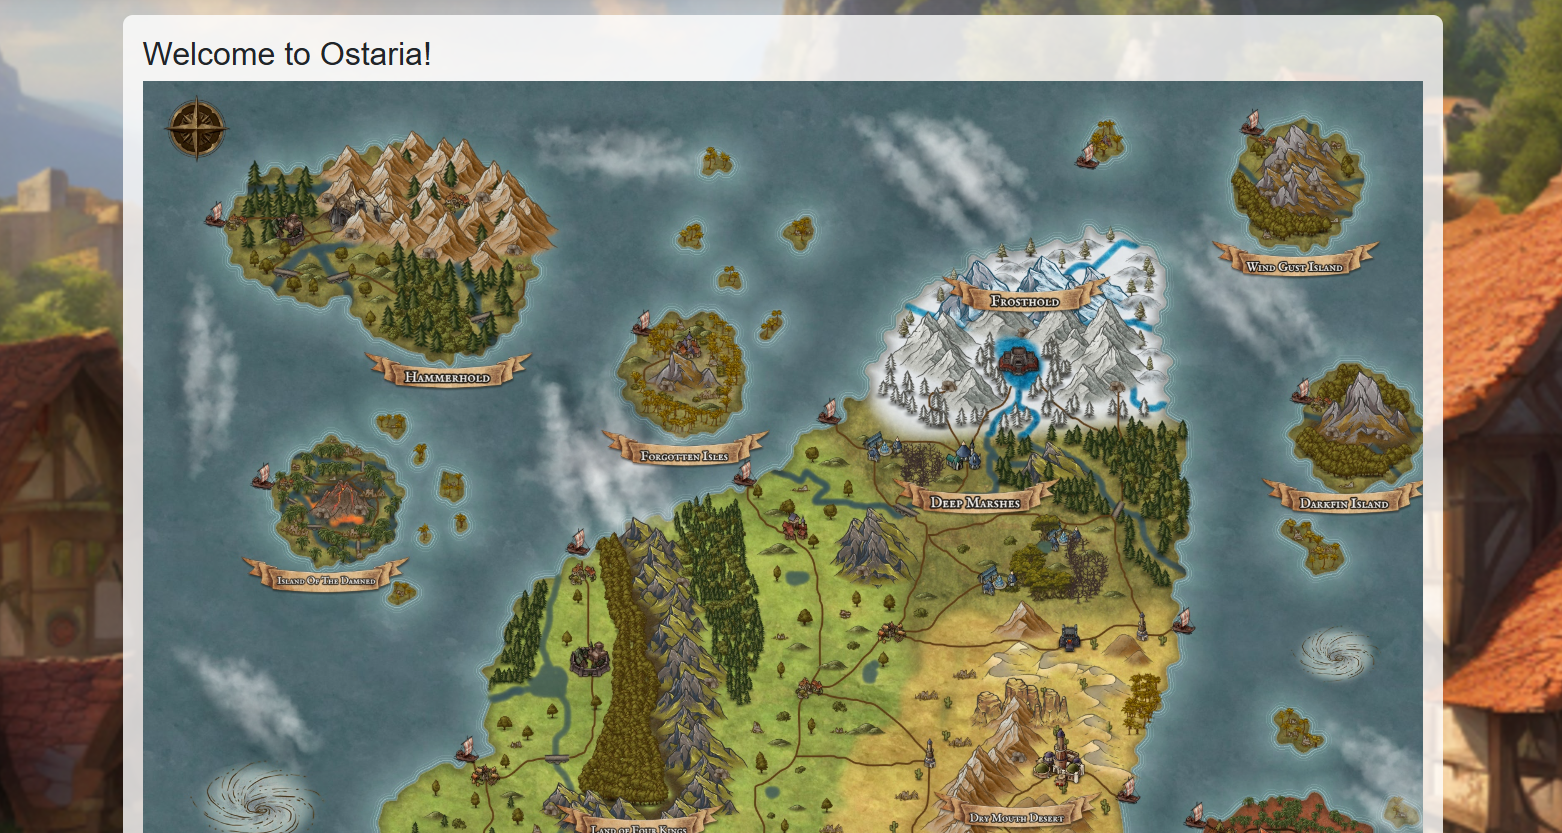 Welcome to Ostaria!
Wind Gust Island
Frosthold
Hammerhold
Forgotten Isles
Deep Marshes
Darkfin Island
Island Of The Damned
Dry Mouth Desert
Land of Four Kings